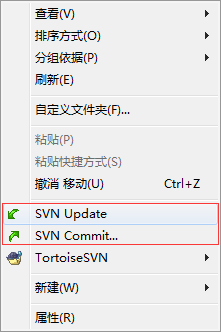 查看(V)
排序方式(O)
分组依据(P)
刷新(E)
自定义文件夹(F)...
粘贴(P)
粘贴快捷方式(S)
撤消 移动(U) Ctrl+Z
SVN Update
SVN Commit...
TortoiseSVN
新建(W)
属性(R)